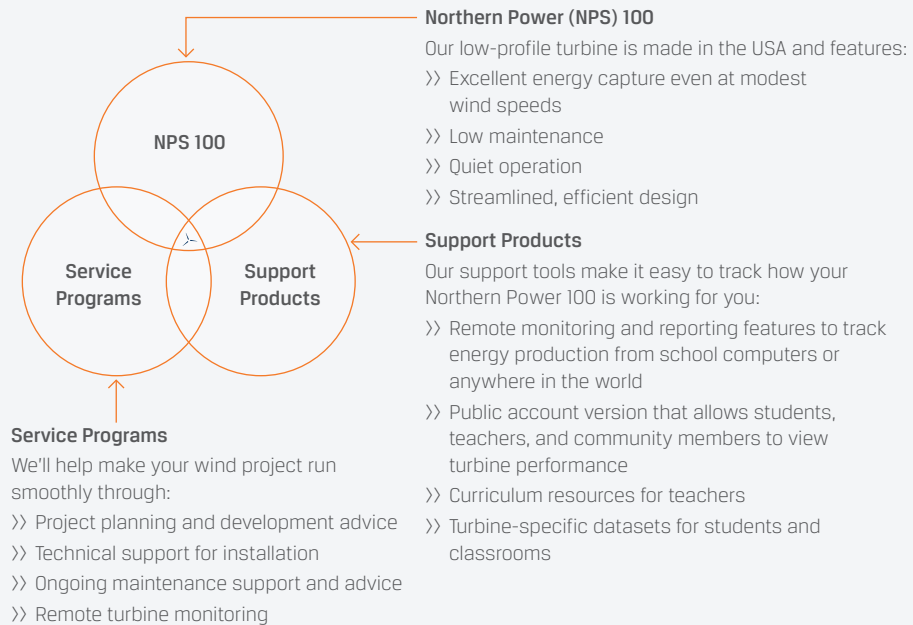 NPS 100
Service
Programs
Support
Products
Northern Power (NPS) 100
Our low-profile turbine is made in the USA and features:
>> Excellent energy capture even at modest
wind speeds
>> Low maintenance
>> Quiet operation
>> Streamlined, efficient design
Support Products
Our support tools make it easy to track how your
Northern Power 100 is working for you:
>> Remote monitoring and reporting features to track
energy production from school computers or
anywhere in the world
>> Public account version that allows students,
teachers, and community members to view
turbine performance
>> Curriculum resources for teachers
>> Turbine-specific datasets for students and
classrooms
Service Programs
We'll help make your wind project run
smoothly through:
>> Project planning and development advice
>> Technical support for installation
>> Ongoing maintenance support and advice
>> Remote turbine monitoring